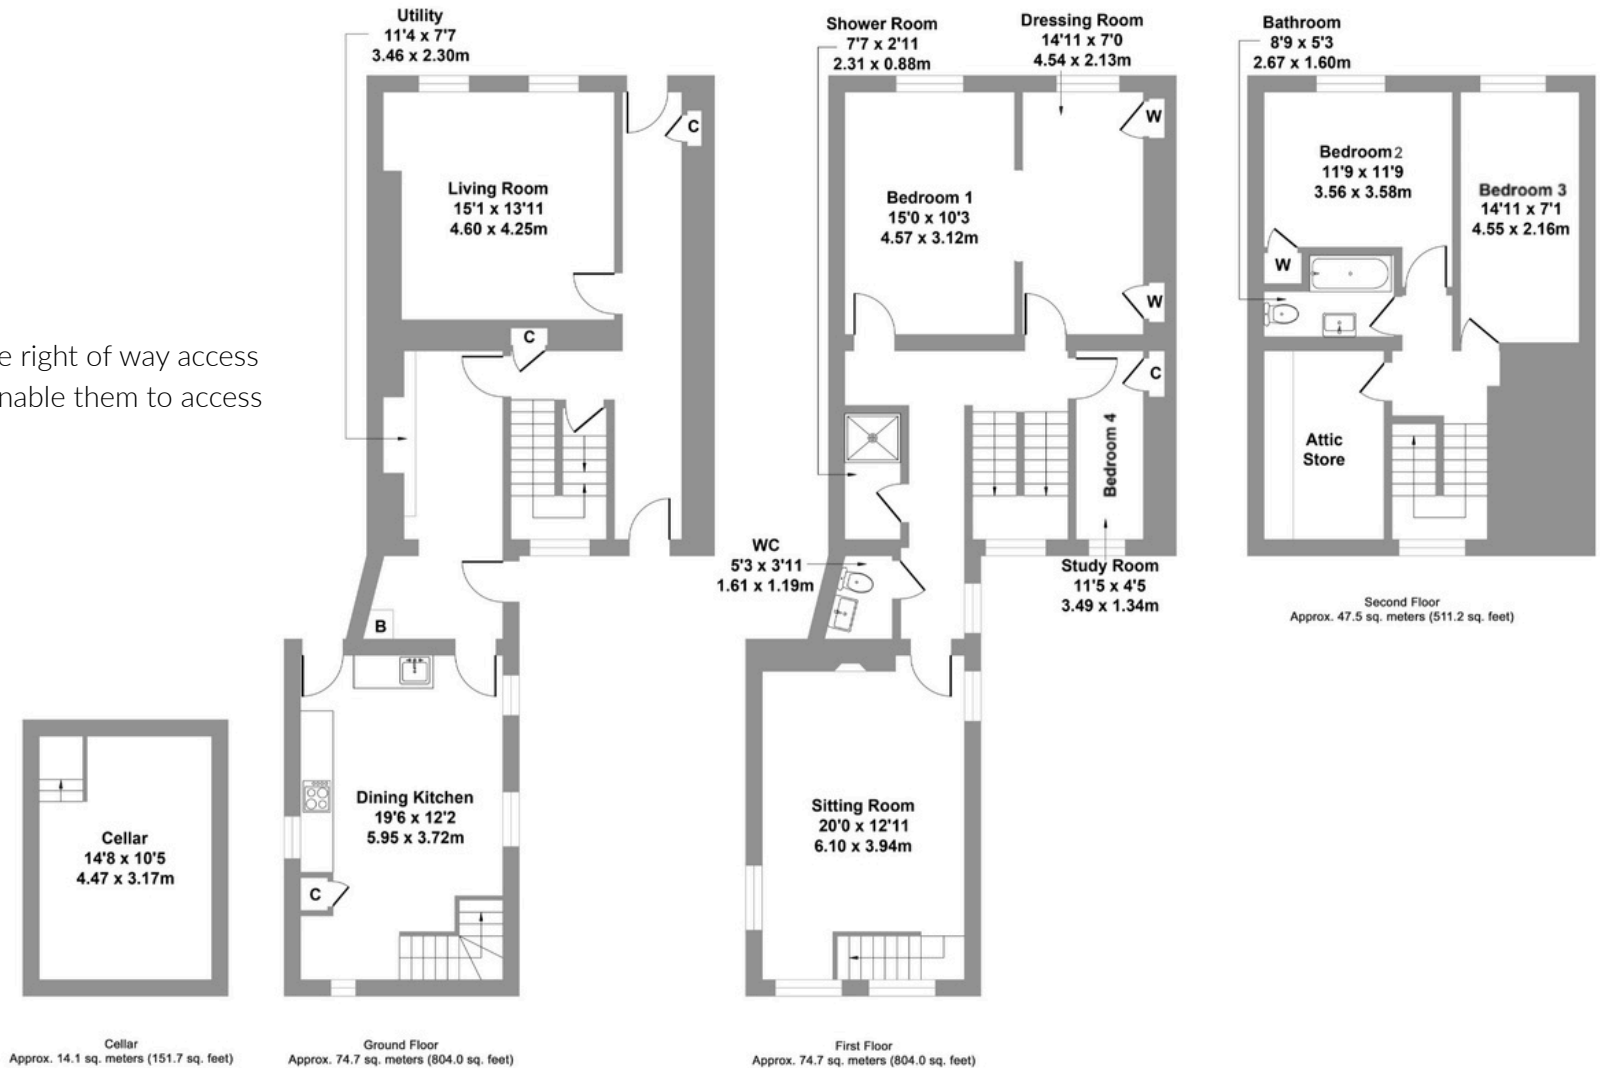 e right of way access
nable them to access
Cellar
14'8 x 10'5
4.47 x 3.17m
Cellar
Approx. 14.1 sq. meters (151.7 sq. feet)
Utility
11'4 x 7'7
3.46 x 2.30m
C
Living Room
15'1 x 13'11
4.60 x 4.25m
C
B
Dining Kitchen
19'6 x 12'2
5.95 x 3.72m
C
Ground Floor
Approx. 74.7 sq. meters (804.0 sq. feet)
Shower Room
7'7 x 2'11
2.31 x 0.88m
Dressing Room
14'11 x 7'0
4.54 x 2.13m
W
Bedroom 1
15'0 x 10'3
4.57 x 3.12m
W
C
Bedroom 4
WC
5'3 x 3'11
1.61 x 1.19m
Study Room
11'5 x 4'5
3.49 x 1.34m
Sitting Room
20'0 x 12'11
6.10 x 3.94m
First Floor
Approx. 74.7 sq. meters (804.0 sq. feet)
Bathroom
8'9 x 5'3
2.67 x 1.60m
Bedroom 2
11'9 x 11'9
3.56 x 3.58m
Bedroom 3
14'11 x 7'1
4.55 x 2.16m
W
Attic
Store
Second Floor
Approx. 47.5 sq. meters (511.2 sq. feet)